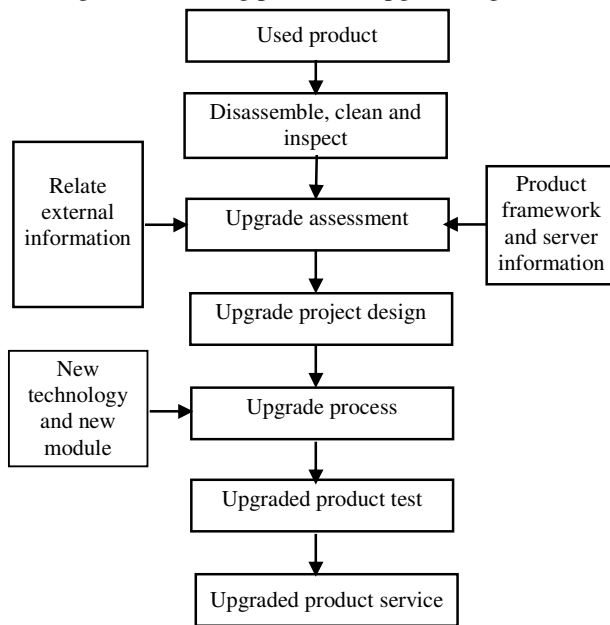 Used product
Disassemble, clean and
inspect
Relate
external
information
Upgrade assessment
Product
framework
and server
information
Upgrade project design
New
technology
and new
module
Upgrade process
Upgraded product test
Upgraded product service